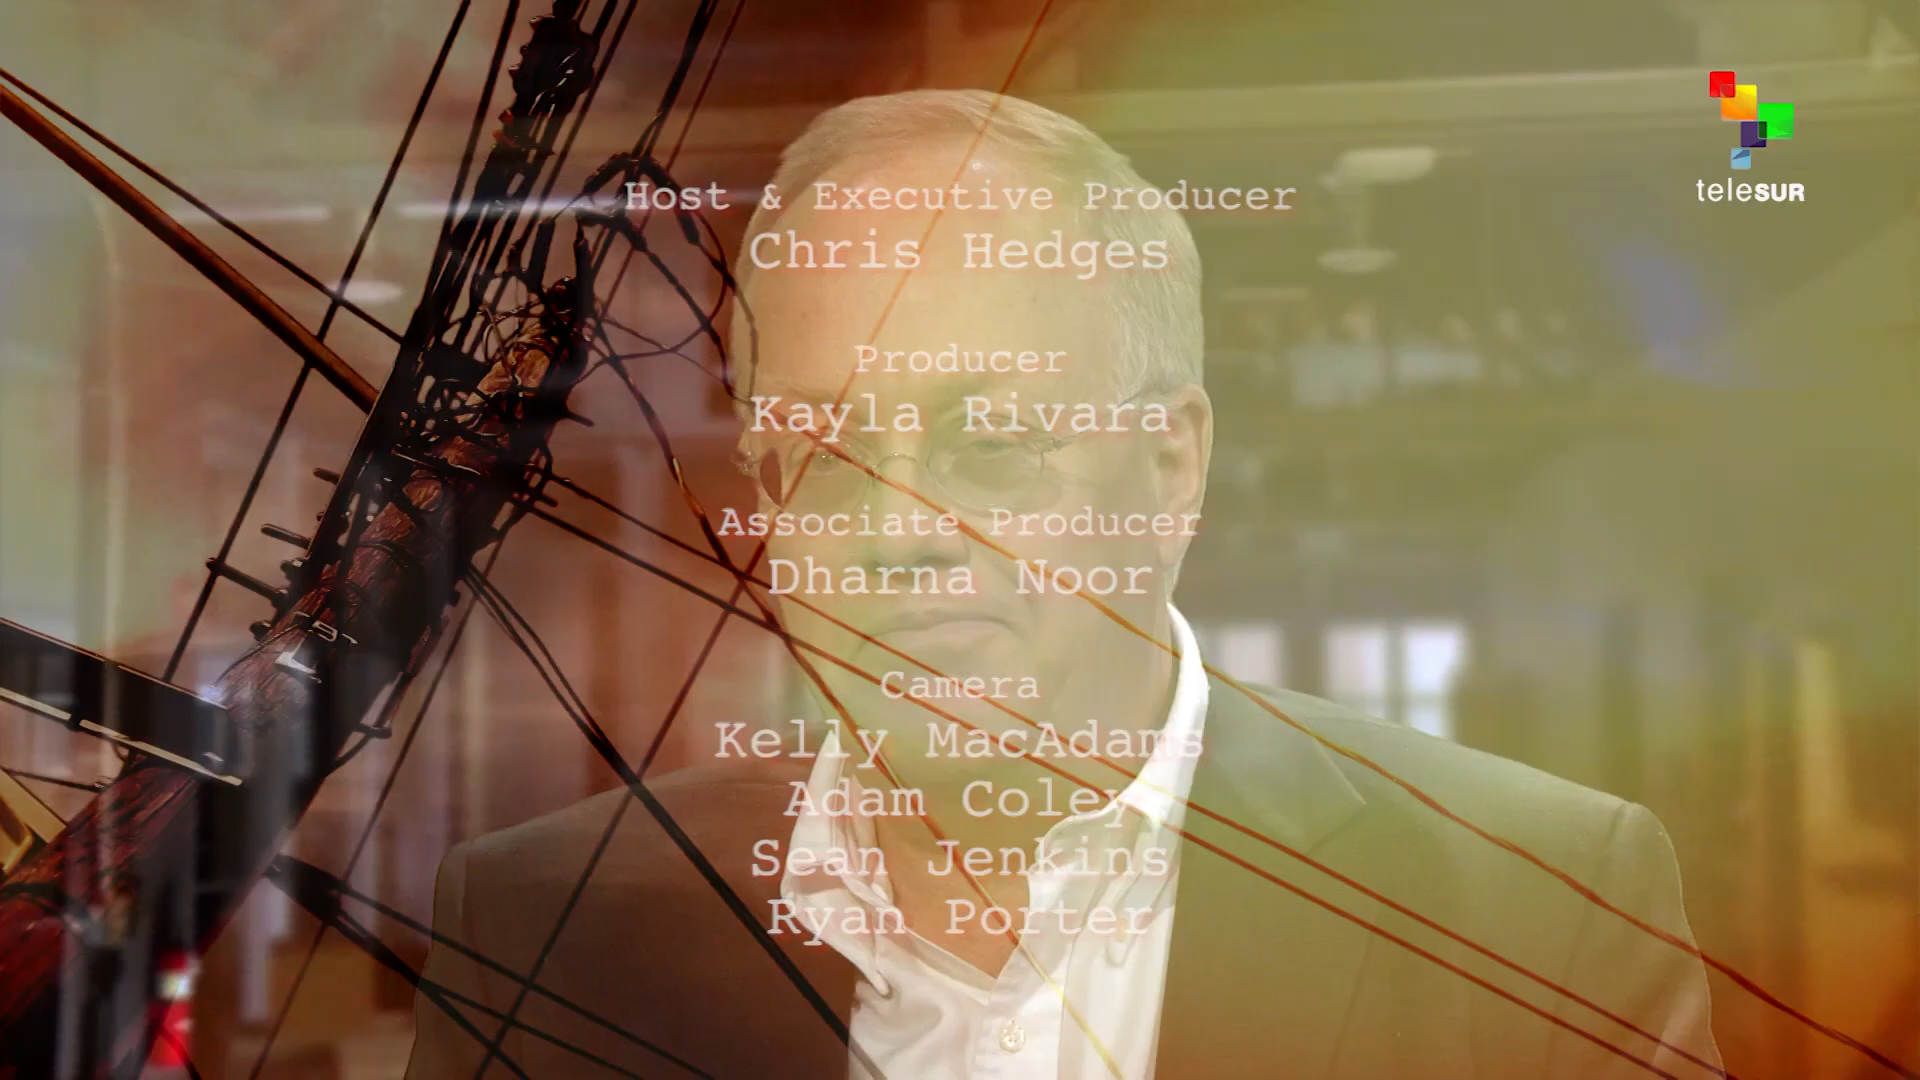 Host & Executive Producer
Chris Hedges
Producer
Kayla Rivara
Associate Producer
Dharna Noor
Camera
Kelly MacAdams
Adam Coley
Sean Jenkins
Ryan Porter
teleSUR